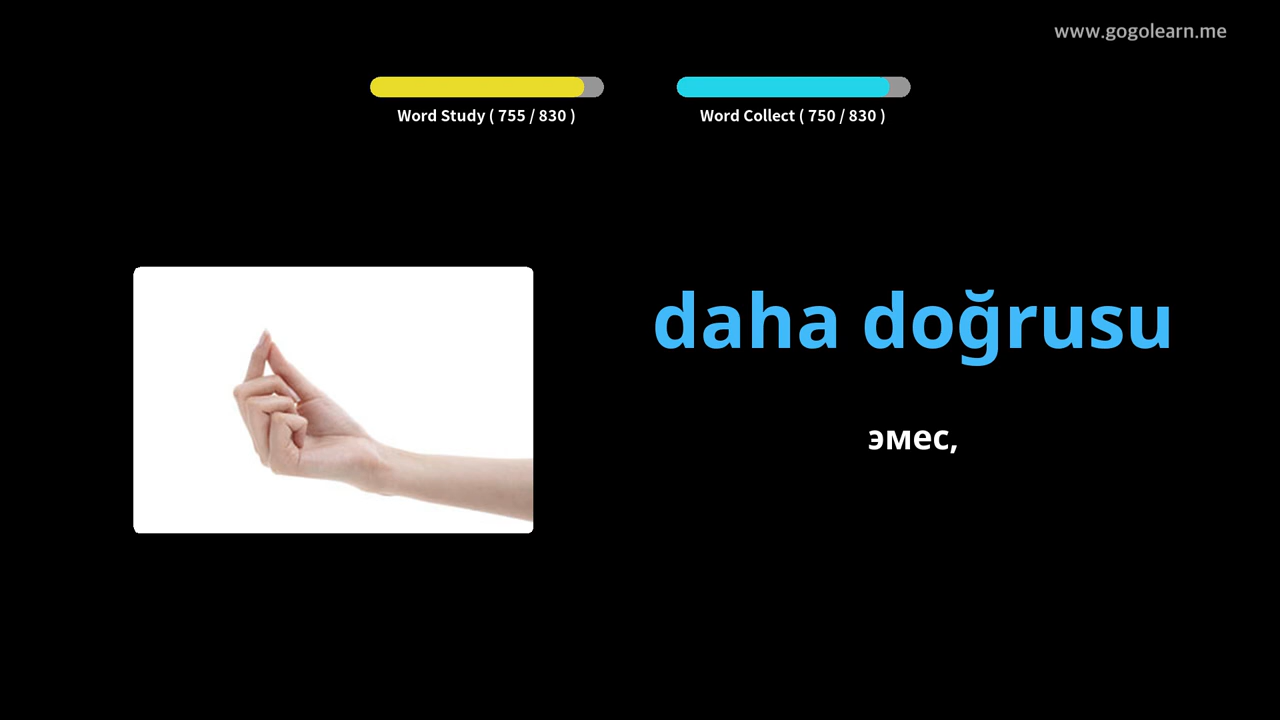 www.gogolearn.me
Word Study ( 755 / 830 )
Word Collect ( 750 / 830 )
daha doğrusu
эмес,